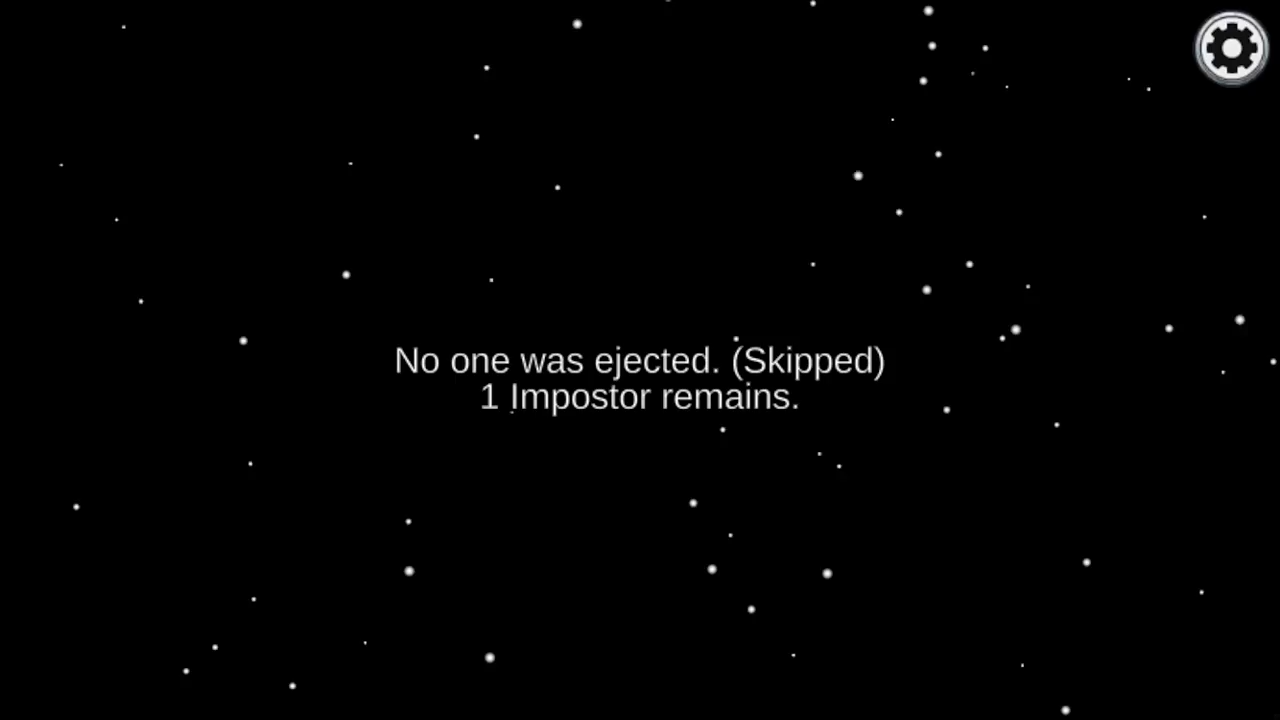 No one was ejected. (Skipped)
1 Impostor remains.